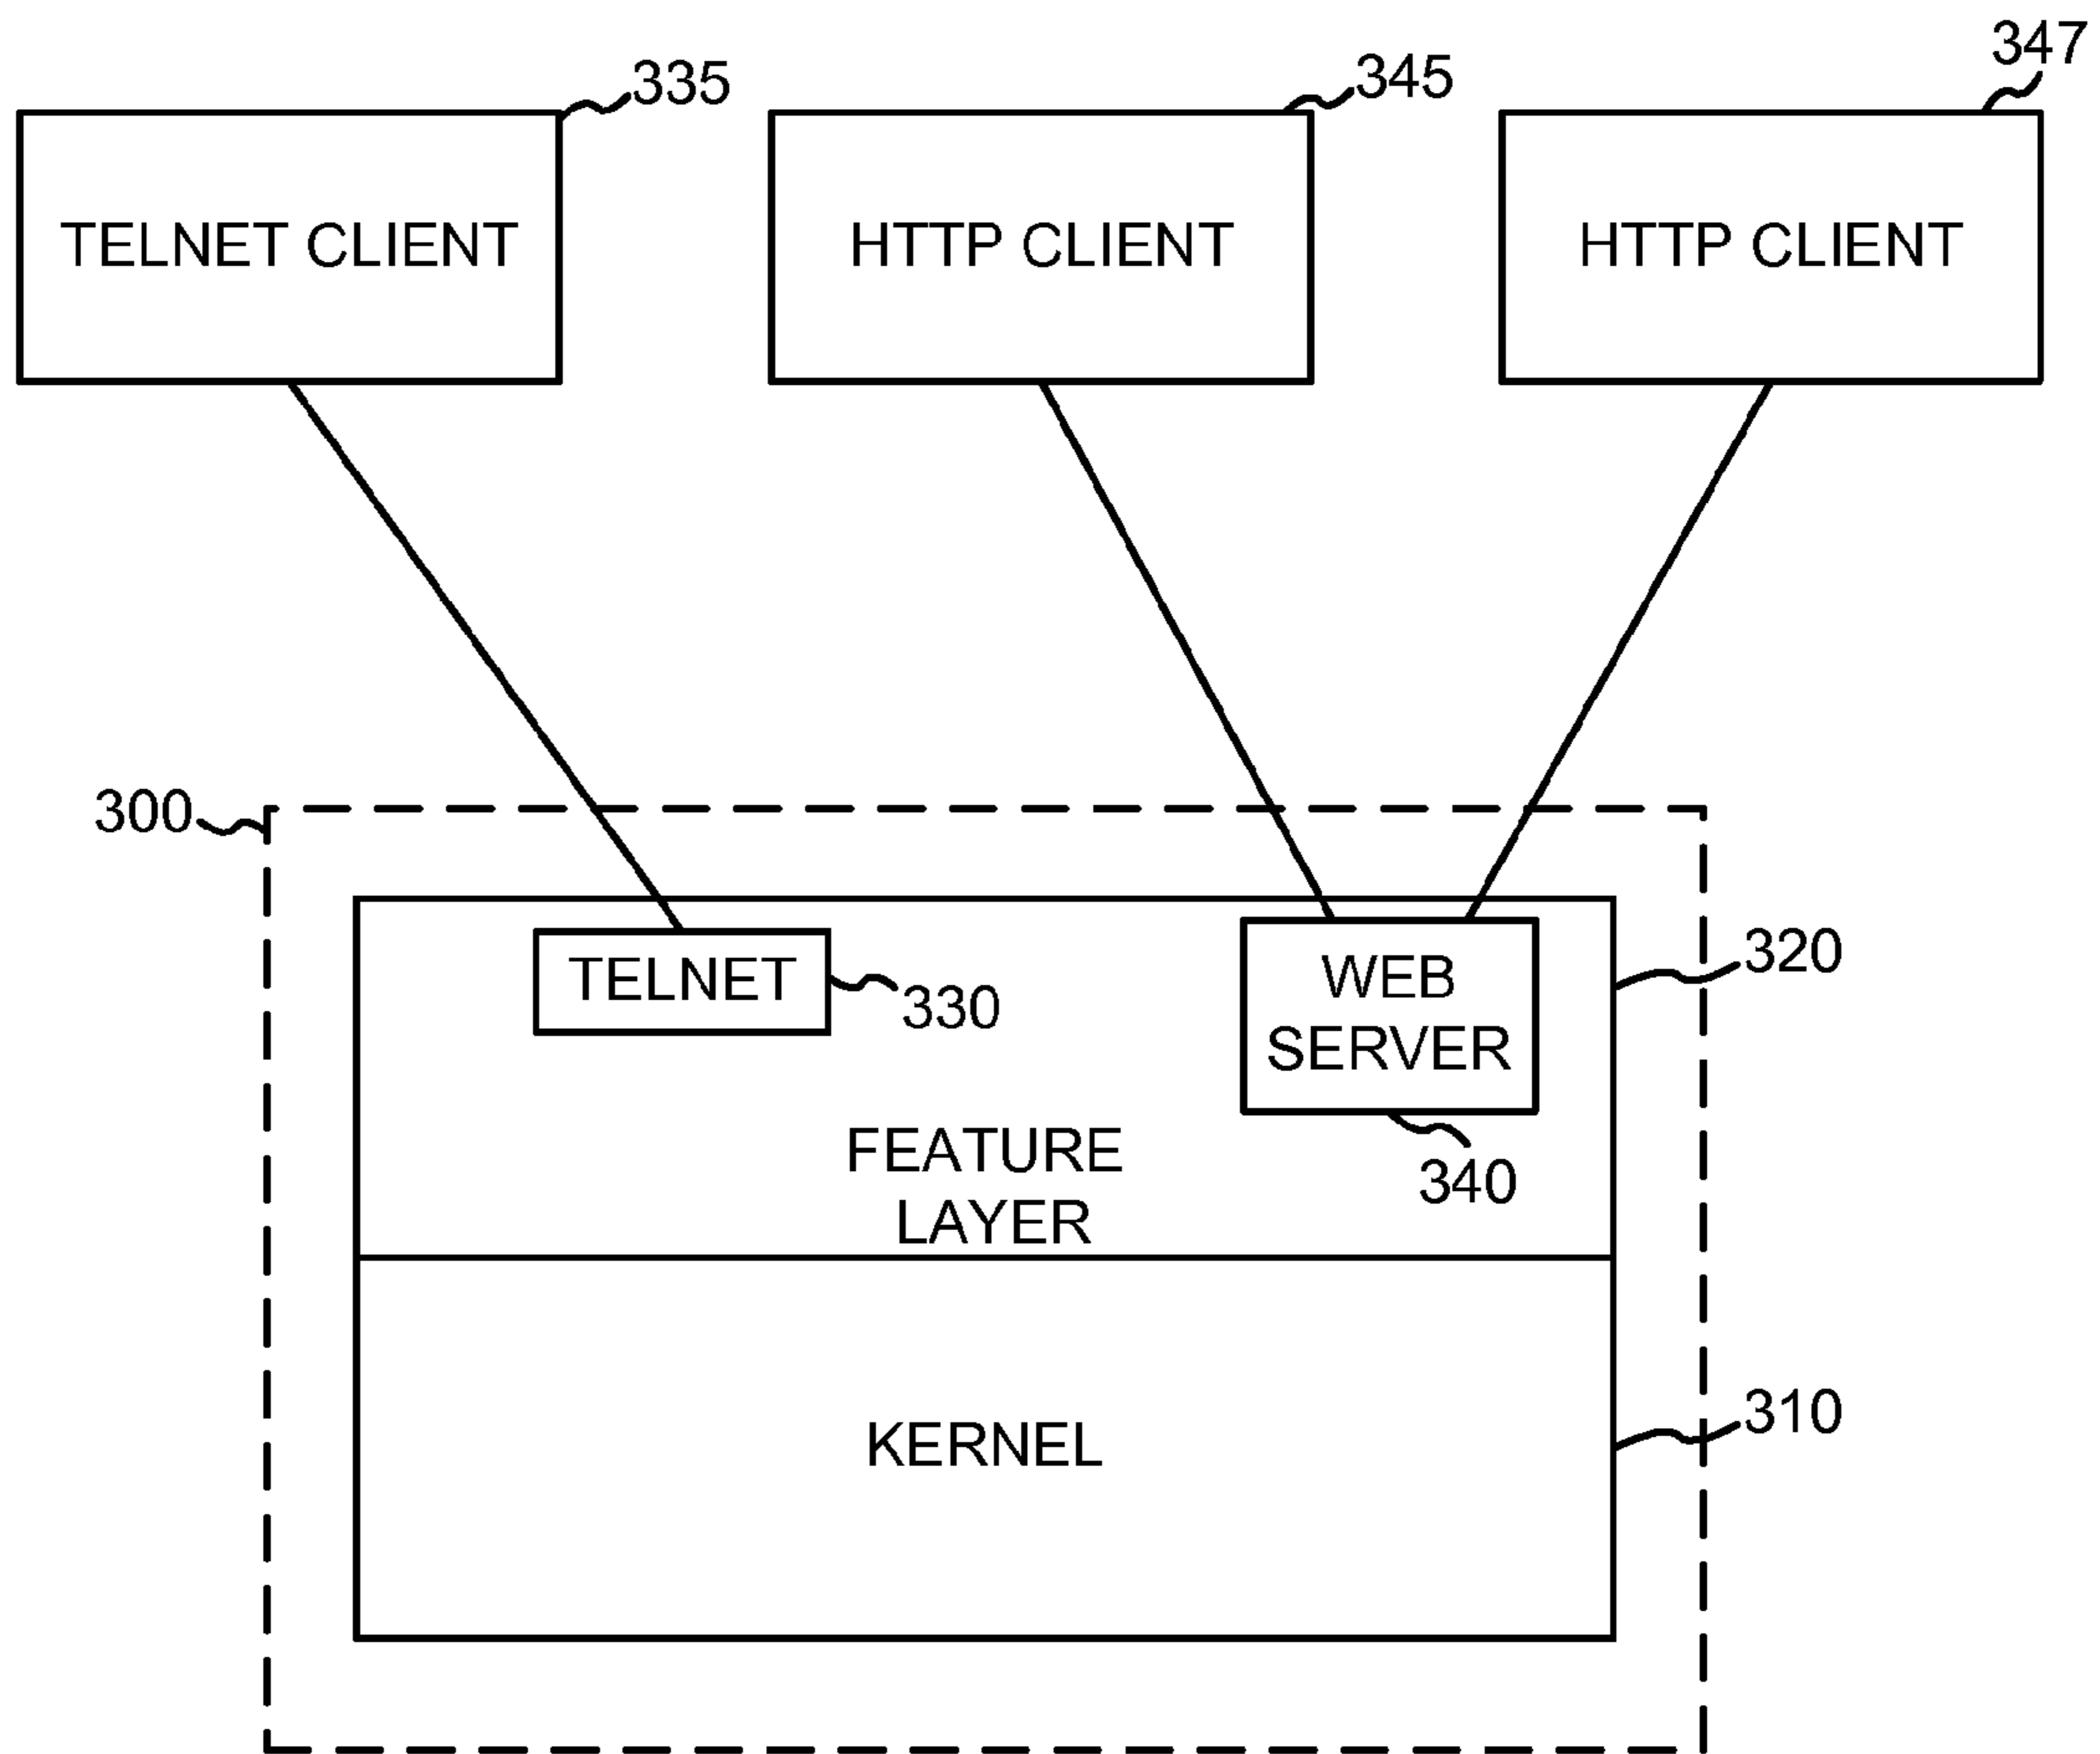 335
345
347
TELNET CLIENT
HTTP CLIENT
HTTP CLIENT
300
TELNET
330
WEB
SERVER
340
320
FEATURE
LAYER
KERNEL
310